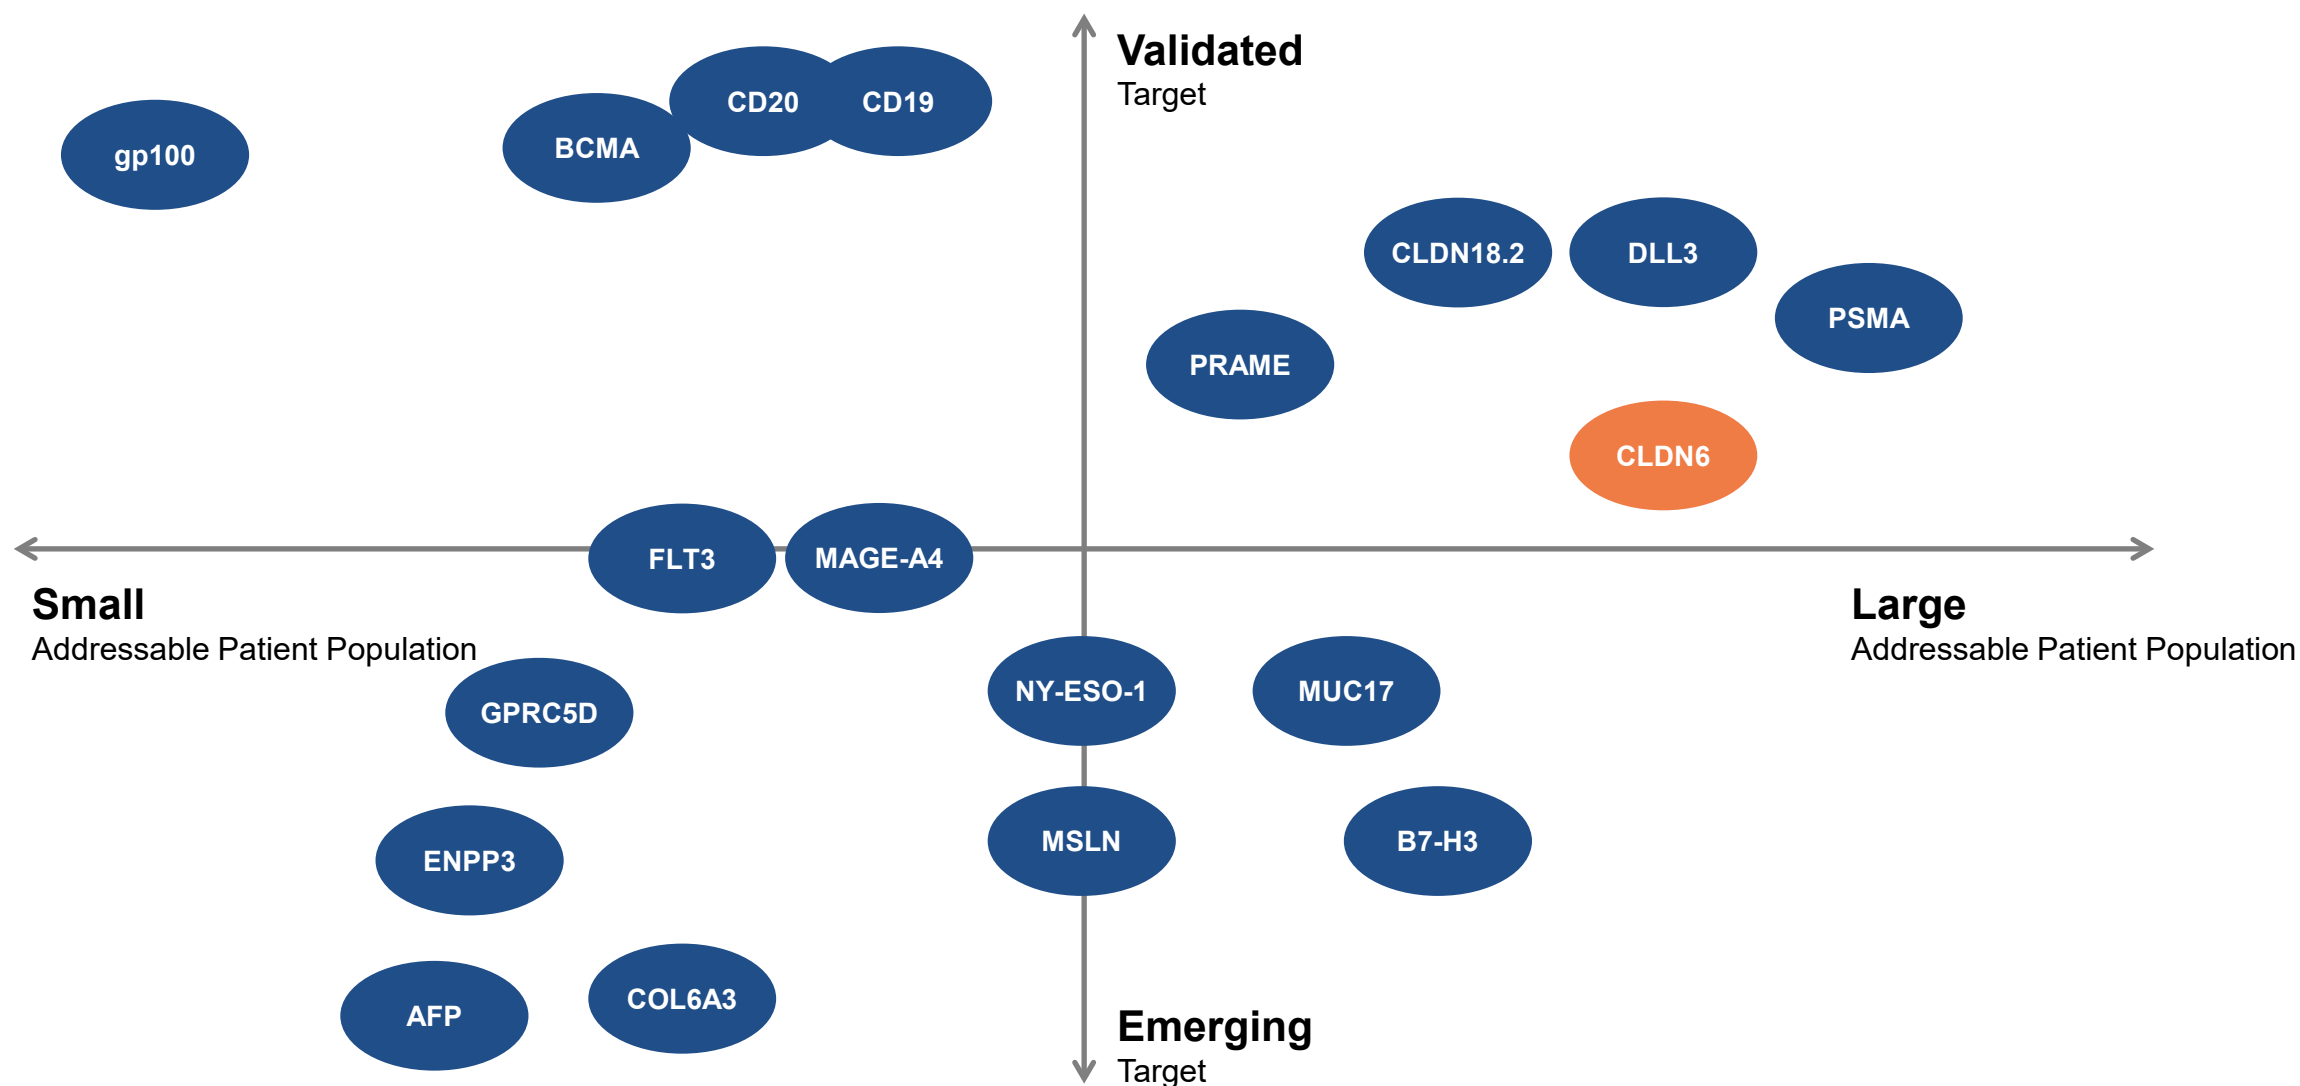 Validated
Target
CD20
CD19
BCMA
gp100
CLDN18.2
DLL3
PSMA
PRAME
CLDN6
FLT3
MAGE-A4
Small
Addressable Patient Population
Large
Addressable Patient Population
NY-ESO-1
MUC17
GPRC5D
MSLN
B7-H3
ENPP3
COL6A3
AFP
Emerging
Target